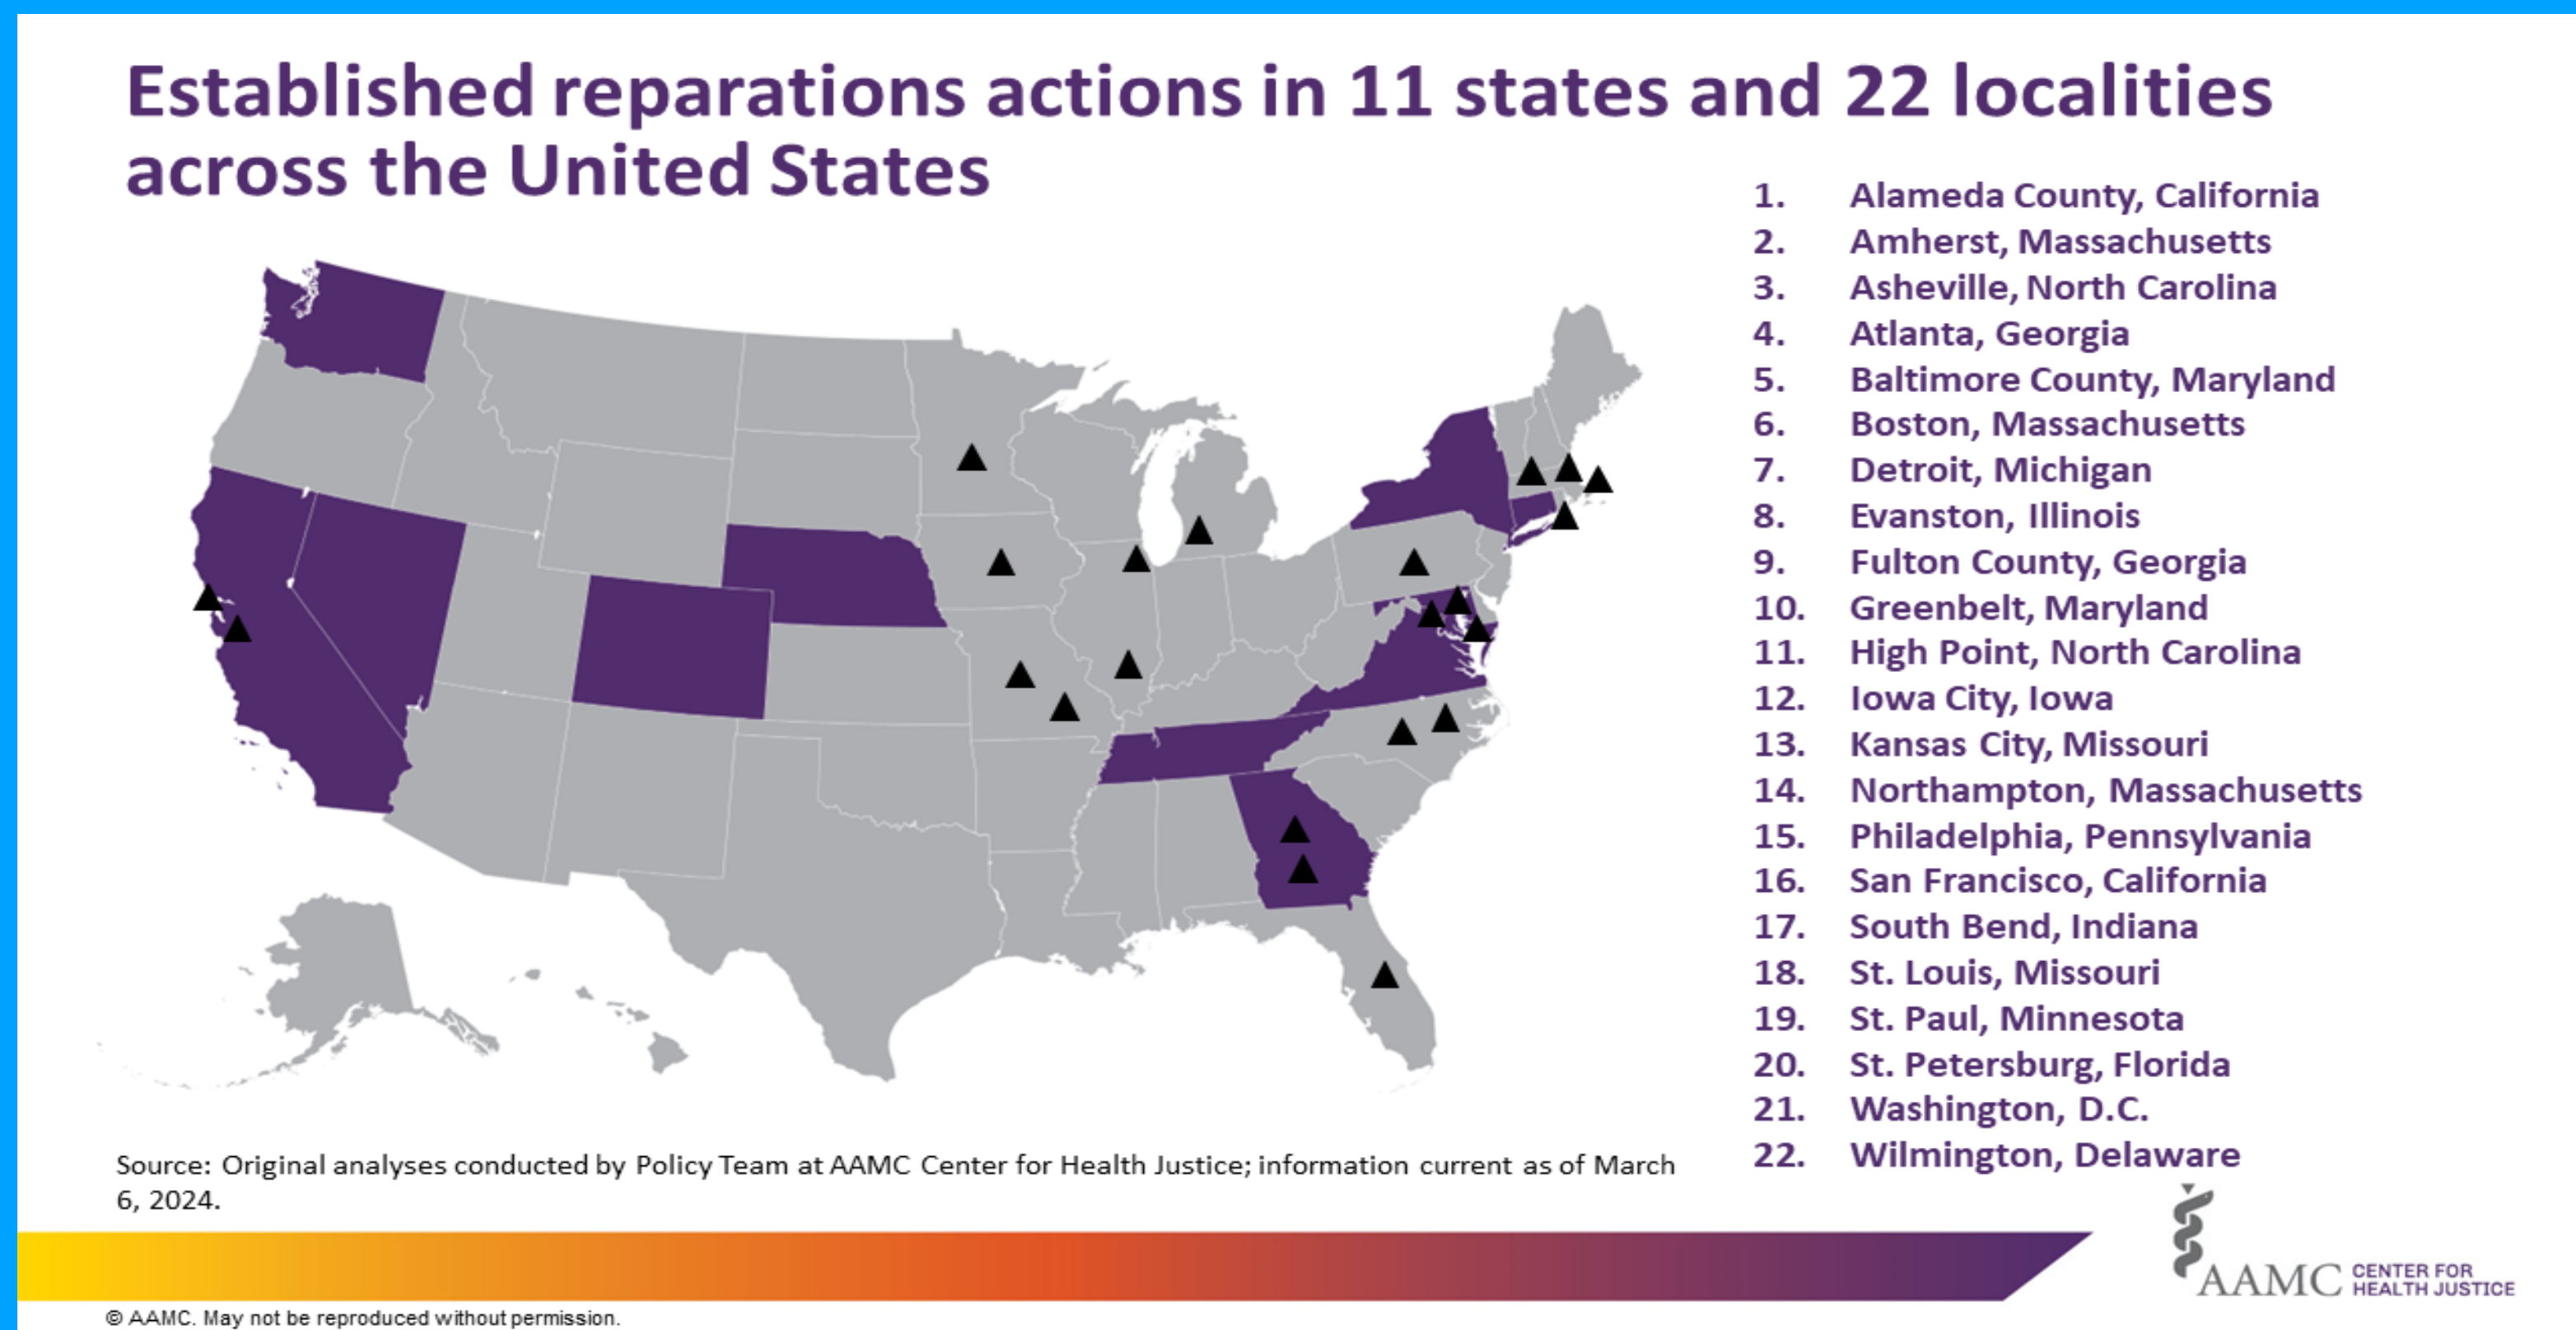 Established reparations actions in 11 states and 22 localities
across the United States
1. Alameda County, California
2. Amherst, Massachusetts
3. Asheville, North Carolina
4. Atlanta, Georgia
5. Baltimore County, Maryland
6. Boston, Massachusetts
7. Detroit, Michigan
8. Evanston, Illinois
9. Fulton County, Georgia
10. Greenbelt, Maryland
11. High Point, North Carolina
12. Iowa City, Iowa
13. Kansas City, Missouri
14. Northampton, Massachusetts
15. Philadelphia, Pennsylvania
16. San Francisco, California
17. South Bend, Indiana
18. St. Louis, Missouri
19. St. Paul, Minnesota
20. St. Petersburg, Florida
21. Washington, D.C.
22. Wilmington, Delaware
Source: Original analyses conducted by Policy Team at AAMC Center for Health Justice; information current as of March
6, 2024.
AAMC CENTER FOR
HEALTH JUSTICE
© AAMC. May not be reproduced without permission.